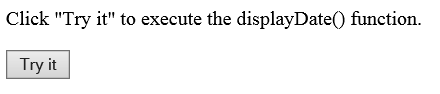 Click "Try it" to execute the displayDate() function.
Try it